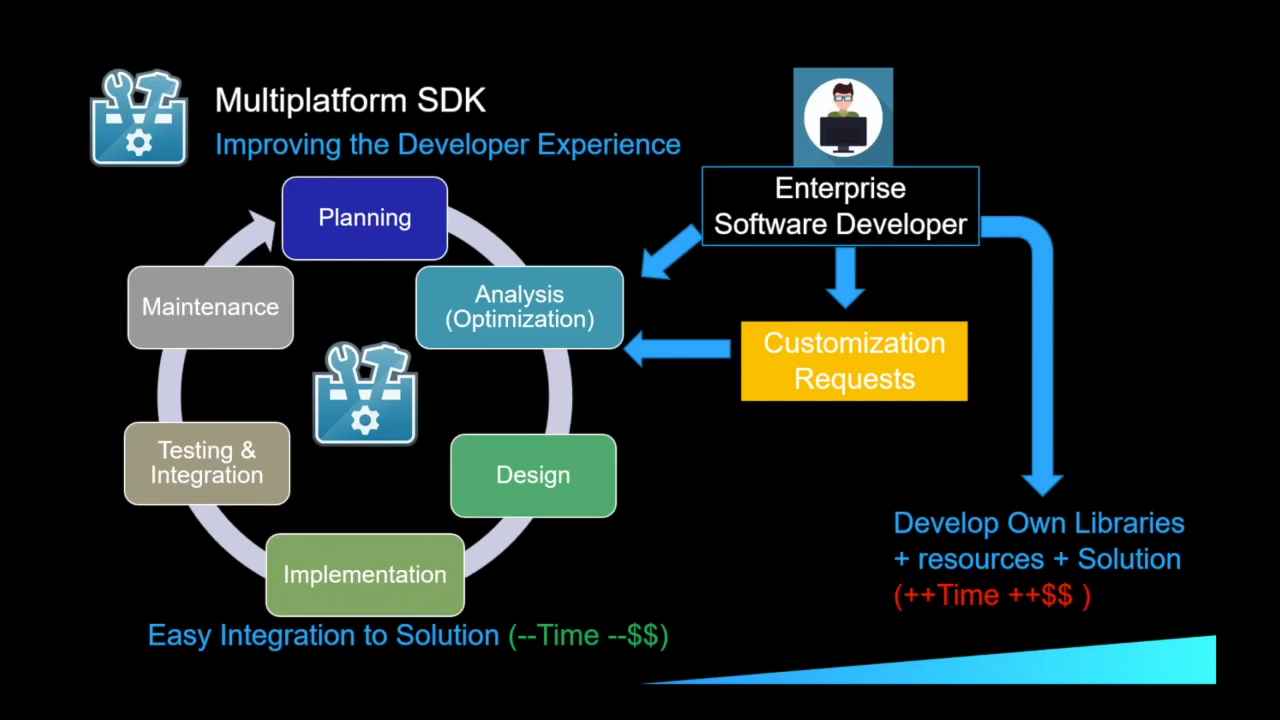 Multiplatform SDK
Improving the Developer Experience
Planning
Analysis
(Optimization)
Design
Implementation
Testing &
Integration
Maintenance
Easy Integration to Solution (--Time --$$)
Enterprise
Software Developer
Customization
Requests
Develop Own Libraries
+ resources + Solution
(++Time ++$$ )